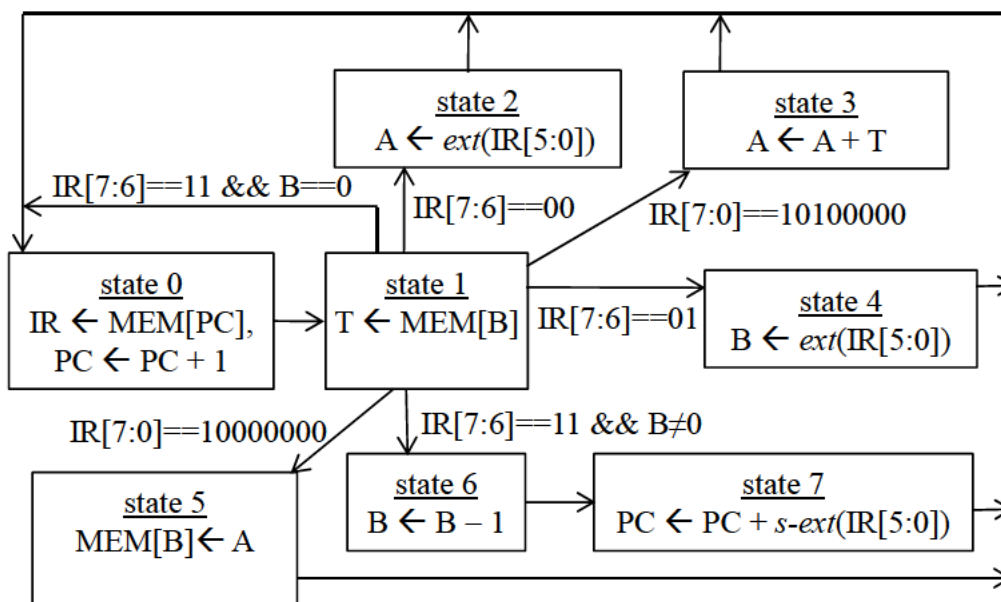 state 2
A ← ext(IR[5:0])
state 3
A ← A + T
IR[7:6]==11 && B==0
IR[7:6]==00
IR[7:0]==10100000
state 0
IR ← MEM[PC],
PC ← PC + 1
state 1
T ← MEM[B]
IR[7:6]==01
state 4
B ← ext(IR[5:0])
IR[7:0]==10000000
IR[7:6]==11 && B≠0
state 5
MEM[B]← A
state 6
B ← B – 1
state 7
PC ← PC + s-ext(IR[5:0])